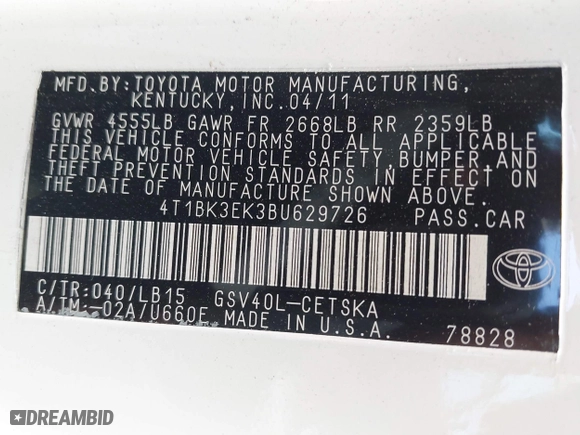 MFD.BY:TOYOTA MOTOR MANUFACTURING,
KENTUCKY,INC.04/11
GVWR 4555LB GAWR FR 2668LB RR 2359LB
THIS VEHICLE CONFORMS TO ALL APPLICABLE
FEDERAL MOTOR VEHICLE SAFETY,BUMPER,AND
THEFT PREVENTION STANDARDS IN EFFECT ON
THE DATE OF MANUFACTURE SHOWN ABOVE.
4T1BK3EK3BU629726 PASS.CAR
C/TR:040/LB15 GSV40L-CETSKA
A/TM:-02A/U660E MADE IN U.S.A.
78828
TOYOTA
DREAMBID